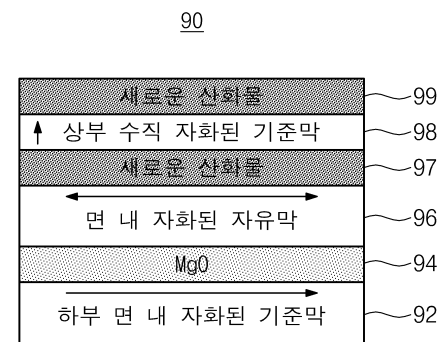 90
새로운 산화물
99
상부 수직 자화된 기준막
98
새로운 산화물
97
면 내 자화된 자유막
96
MgO
94
하부 면 내 자화된 기준막
92